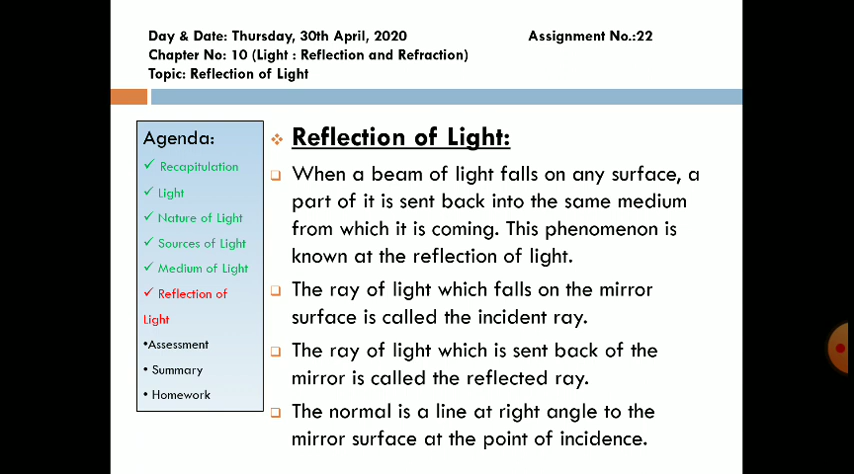 Day & Date: Thursday, 30th April, 2020 Assignment No.:22
Chapter No: 10 (Light : Reflection and Refraction)
Topic: Reflection of Light
Agenda:
✓ Recapitulation
✓ Light
✓ Nature of Light
✓ Sources of Light
✓ Medium of Light
✓ Reflection of
Light
•Assessment
• Summary
• Homework
❖ Reflection of Light:
❑ When a beam of light falls on any surface, a
part of it is sent back into the same medium
from which it is coming. This phenomenon is
known at the reflection of light.
❑ The ray of light which falls on the mirror
surface is called the incident ray.
❑ The ray of light which is sent back of the
mirror is called the reflected ray.
❑ The normal is a line at right angle to the
mirror surface at the point of incidence.